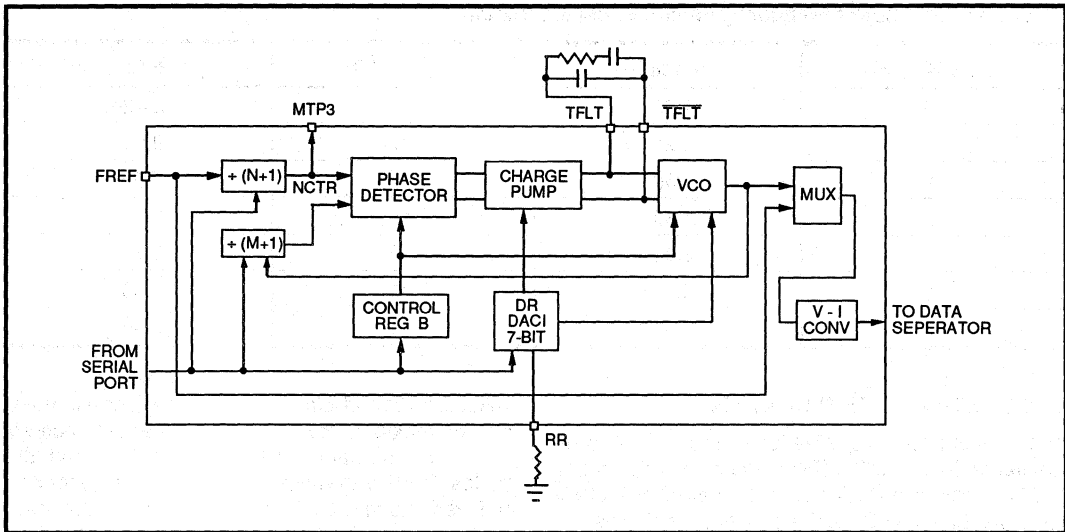 MTP3
TFLT
TFLT
FREF
÷ (N+1)
NCTR
PHASE
DETECTOR
CHARGE
PUMP
VCO
MUX
÷ (M+1)
CONTROL
REG B
DR
DACI
7-BIT
V - I
CONV
TO DATA
SEPERATOR
FROM
SERIAL
PORT
RR